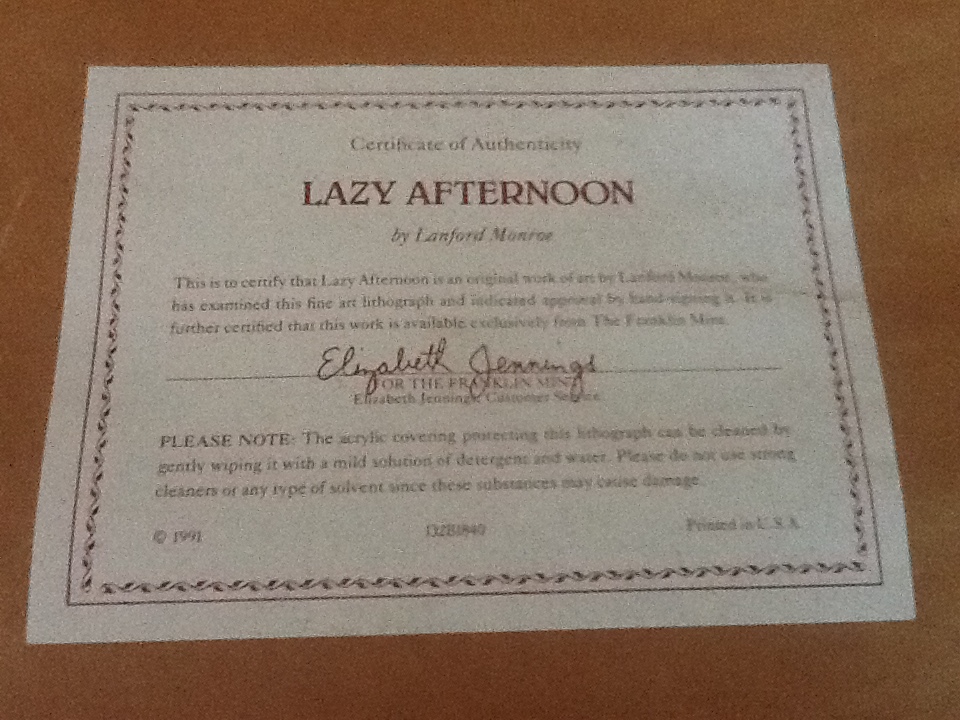 Certificate of Authenticity
LAZY AFTERNOON
by Lanford Monroe
This is to certify that Lazy Afternoon is an original work of art by Lanford Monroe, who
has examined this fine art lithograph and indicated approval by hand-signing it. It is
further certified that this work is available exclusively from The Franklin Mint.
Elizabeth Jennings
FOR THE FRANKLIN MINT
Elizabeth Jennings, Customer Service
PLEASE NOTE: The acrylic covering protecting this lithograph can be cleaned by
gently wiping it with a mild solution of detergent and water. Please do not use strong
cleaners or any type of solvent since these substances may cause damage.
© 1991
Printed in U.S.A.